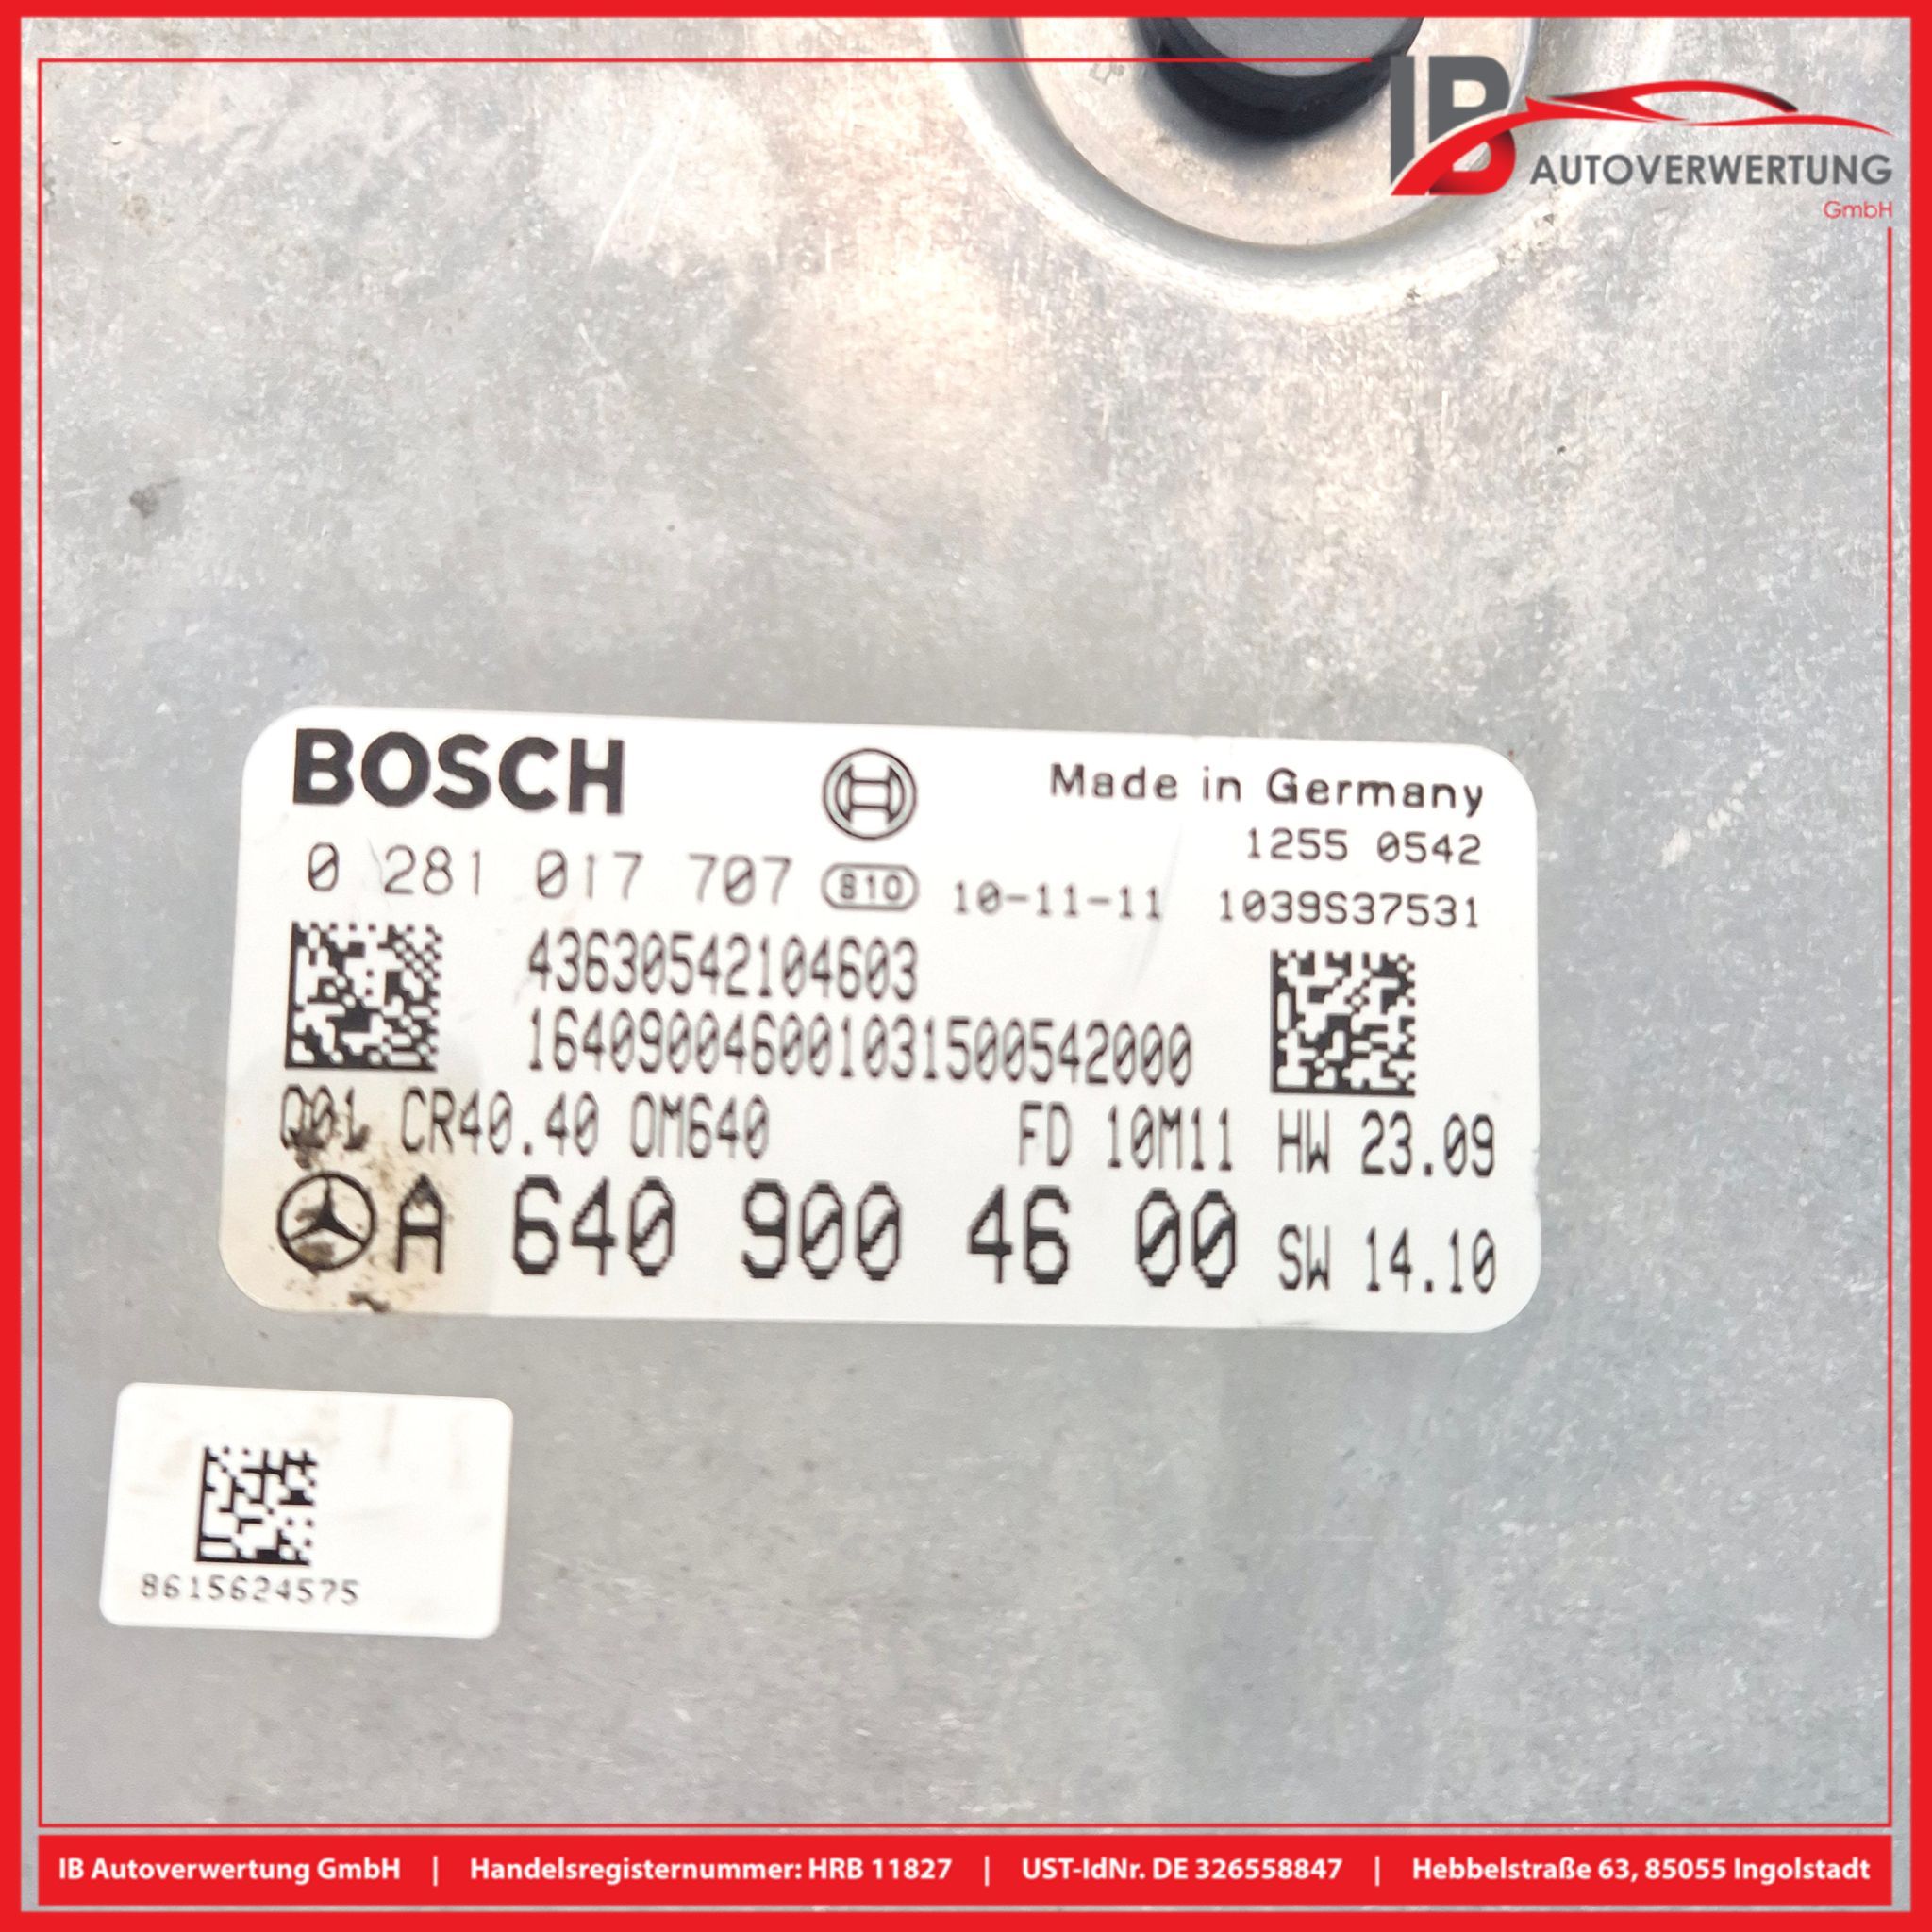 IB
AUTOVERWERTUNG
GmbH
BOSCH
Made in Germany
1255 0542
0 281 017 707 810 10-11-11 1039S37531
43630542104603
164090046001031500542000
Q01 CR40.40 OM640 FD 10M11 HW 23.09
A 640 900 46 00 SW 14.10
8615624575
IB Autoverwertung GmbH | Handelsregisternummer: HRB 11827 | UST-IdNr. DE 326558847 | Hebbelstraße 63, 85055 Ingolstadt